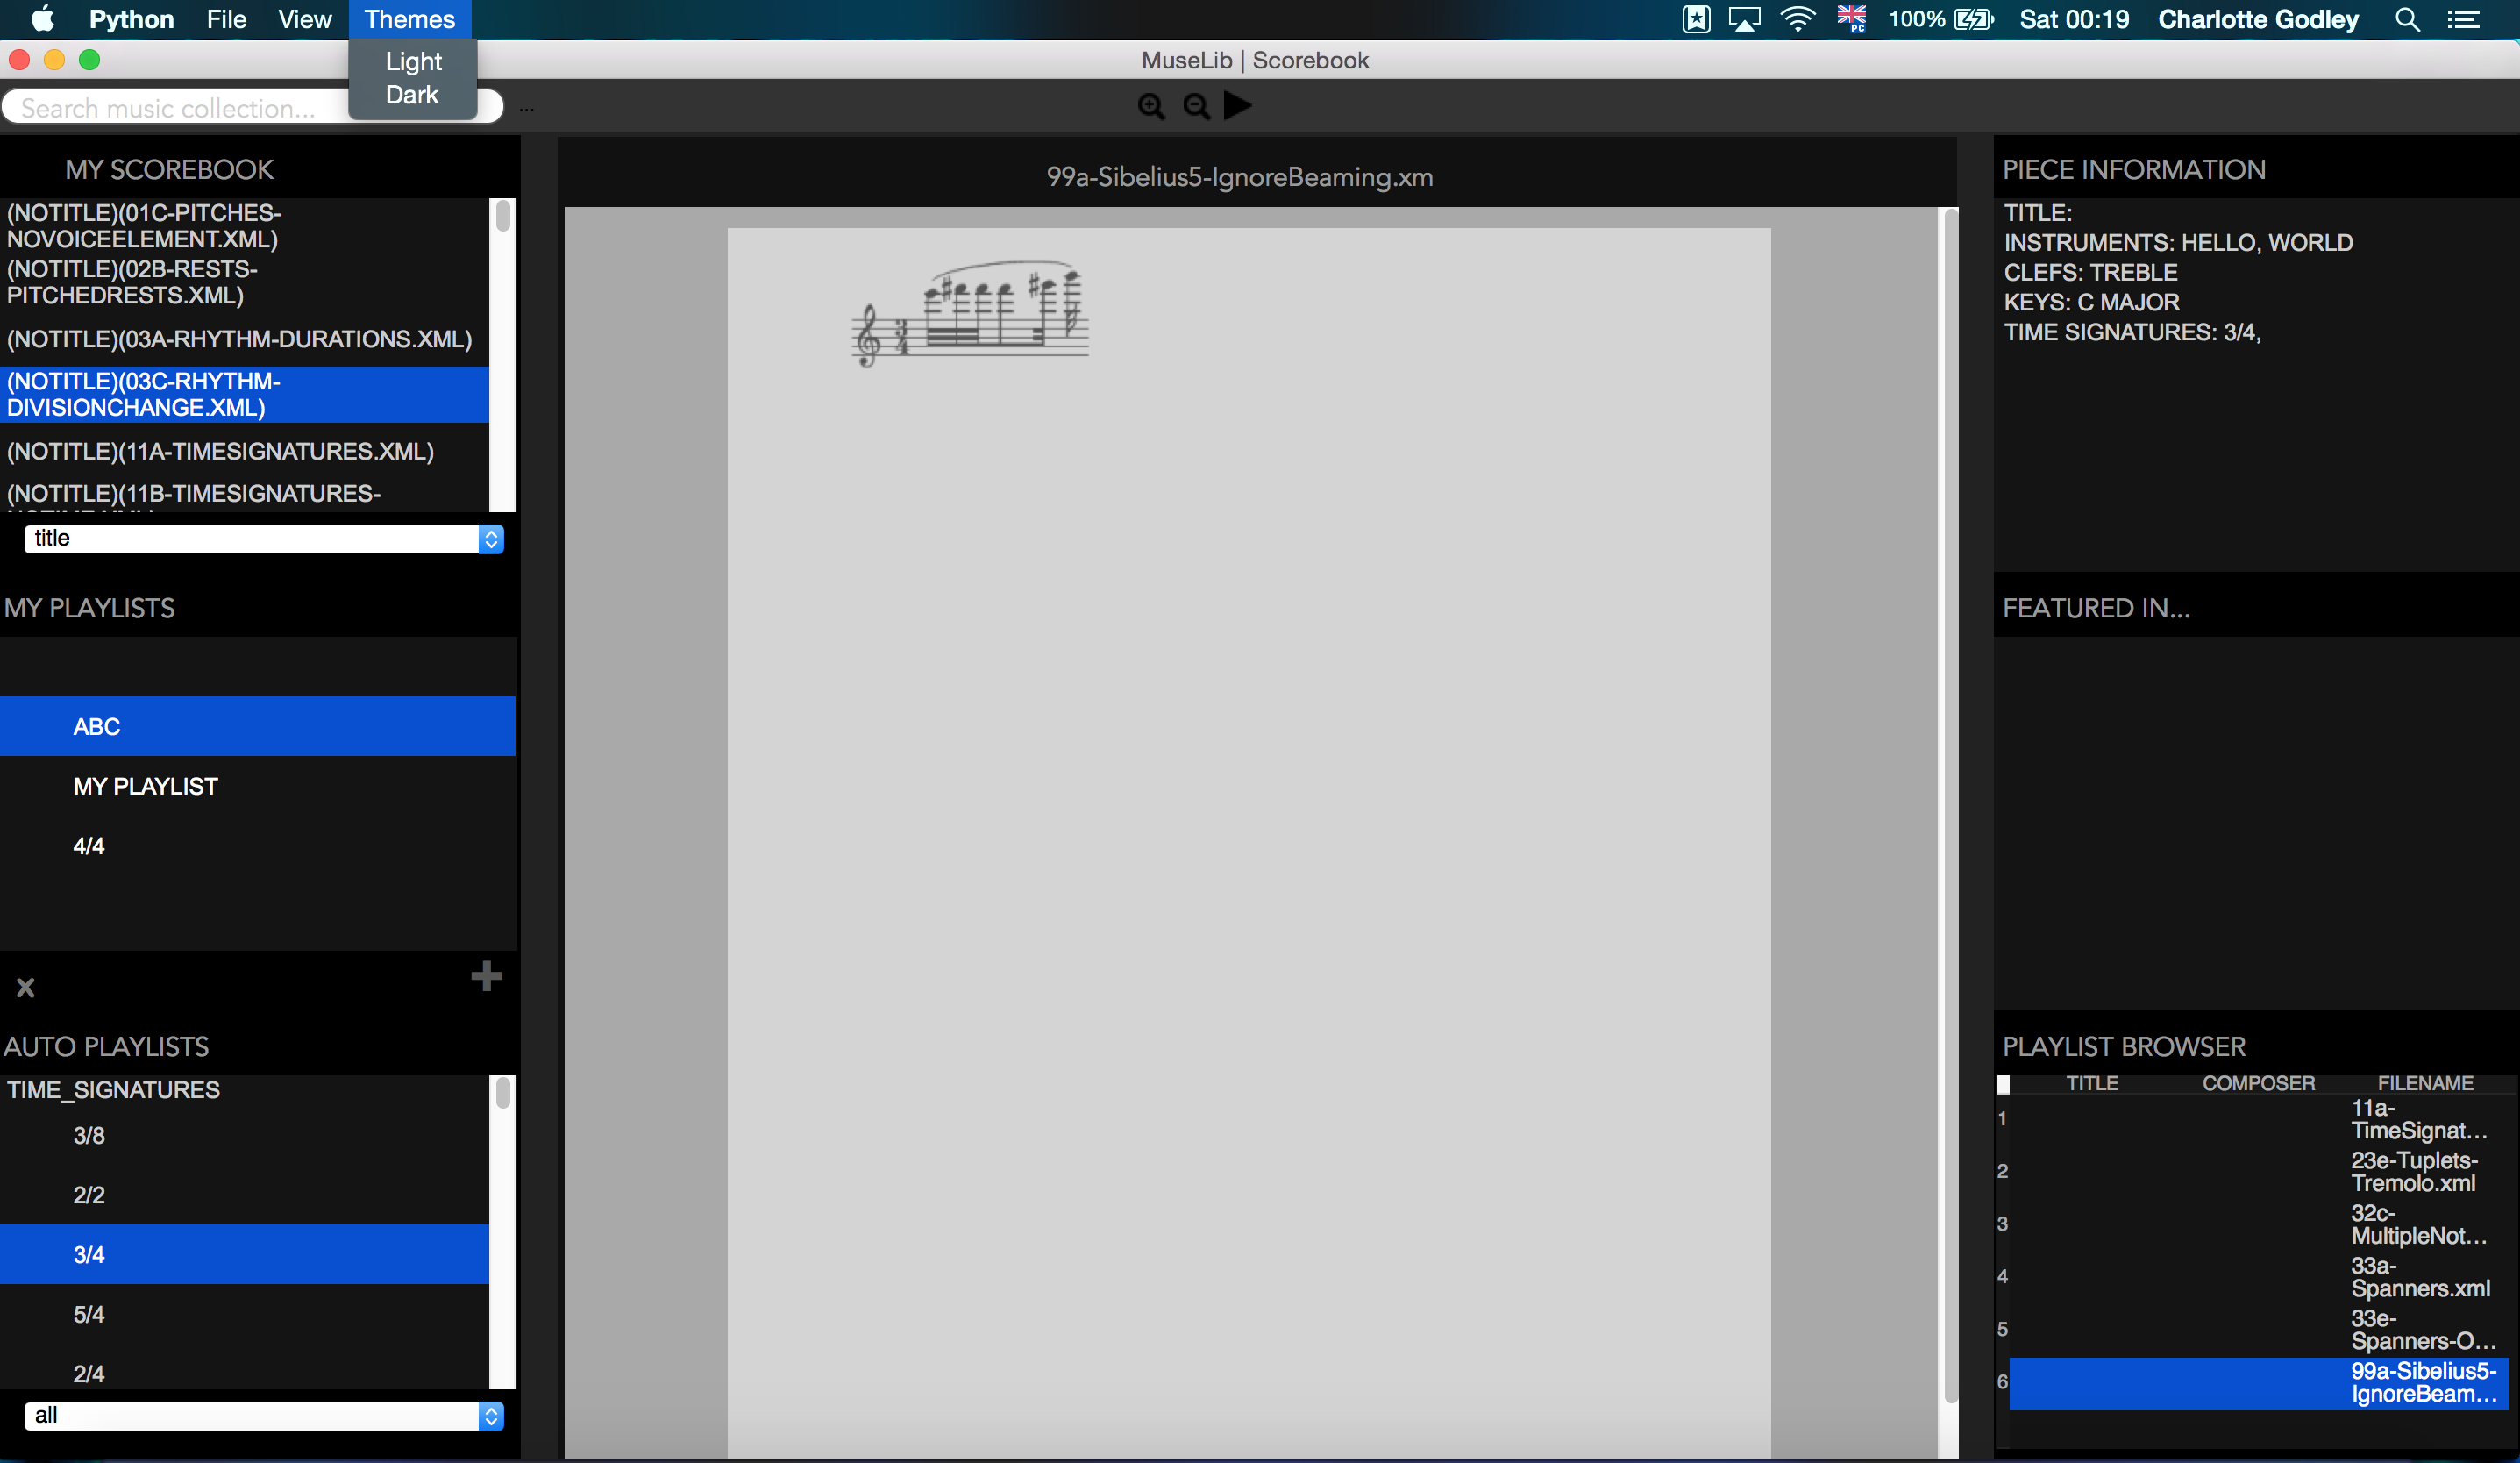 Python File View Themes 100% Sat 00:19 Charlotte Godley
Light
Dark
MuseLib | Scorebook
Search music collection...
...
MY SCOREBOOK
(NOTITLE)(01C-PITCHES-
NOVOICEELEMENT.XML)
(NOTITLE)(02B-RESTS-
PITCHEDRESTS.XML)
(NOTITLE)(03A-RHYTHM-DURATIONS.XML)
(NOTITLE)(03C-RHYTHM-
DIVISIONCHANGE.XML)
(NOTITLE)(11A-TIMESIGNATURES.XML)
(NOTITLE)(11B-TIMESIGNATURES-
title
MY PLAYLISTS
ABC
MY PLAYLIST
4/4
x
AUTO PLAYLISTS
TIME_SIGNATURES
3/8
2/2
3/4
5/4
2/4
all
99a-Sibelius5-IgnoreBeaming.xm
3
4
PIECE INFORMATION
TITLE:
INSTRUMENTS: HELLO, WORLD
CLEFS: TREBLE
KEYS: C MAJOR
TIME SIGNATURES: 3/4,
FEATURED IN...
PLAYLIST BROWSER
TITLE COMPOSER FILENAME
1 11a-
TimeSignat...
2 23e-Tuplets-
Tremolo.xml
3 32c-
MultipleNot...
4 33a-
Spanners.xml
5 33e-
Spanners-O...
6 99a-Sibelius5-
IgnoreBeam...